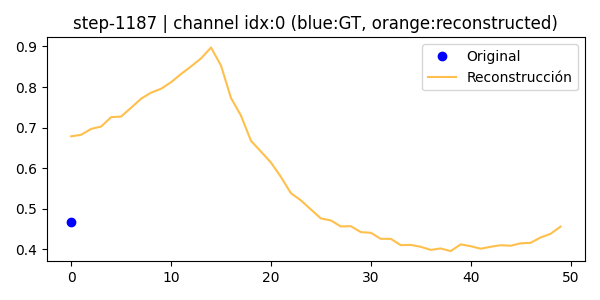 step-1187 | channel idx:0 (blue:GT, orange:reconstructed)
0.9
0.8
0.7
0.6
0.5
0.4
Original
Reconstrucción
0 10 20 30 40 50